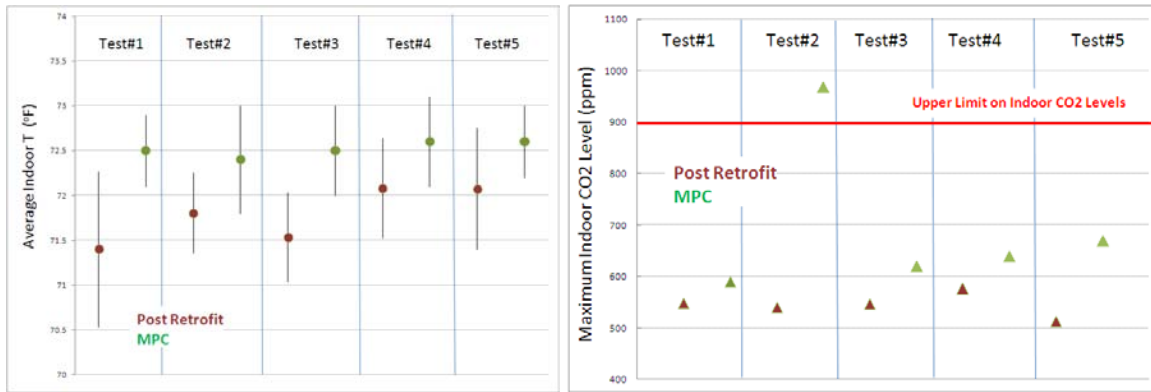 74
73.5
73
72.5
72
71.5
71
70.5
70
Average Indoor T (°F)
Test#1 Test#2 Test#3 Test#4 Test#5
Post Retrofit
MPC
1100
1000
900
800
700
600
500
400
Maximum Indoor CO2 Level (ppm)
Test#1 Test#2 Test#3 Test#4 Test#5
Upper Limit on Indoor CO2 Levels
Post Retrofit
MPC